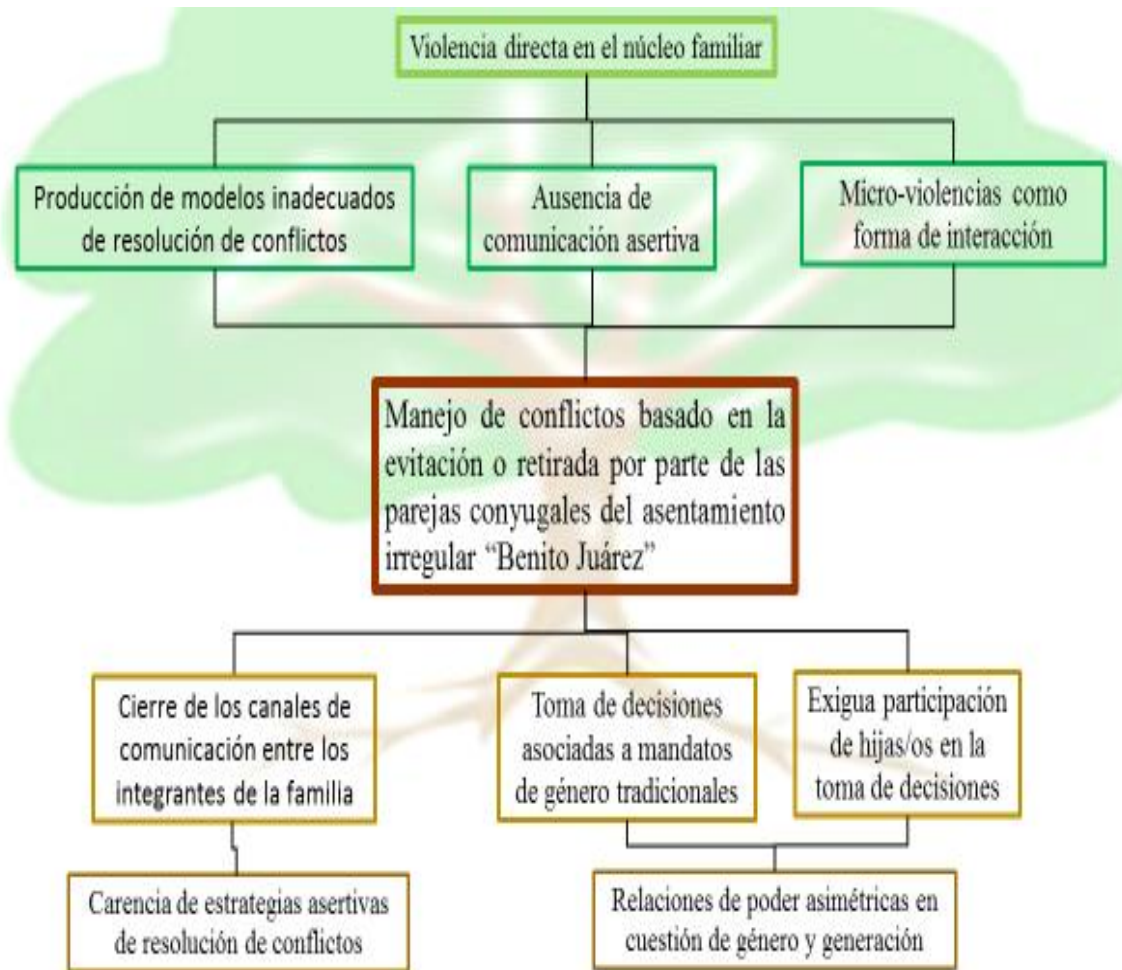 Violencia directa en el núcleo familiar
Producción de modelos inadecuados
de resolución de conflictos
Ausencia de
comunicación asertiva
Micro-violencias como
forma de interacción
Manejo de conflictos basado en la
evitación o retirada por parte de las
parejas conyugales del asentamiento
irregular “Benito Juárez”
Cierre de los canales de
comunicación entre los
integrantes de la familia
Toma de decisiones
asociadas a mandatos
de género tradicionales
Exigua participación
de hijas/os en la
toma de decisiones
Carencia de estrategias asertivas
de resolución de conflictos
Relaciones de poder asimétricas en
cuestión de género y generación